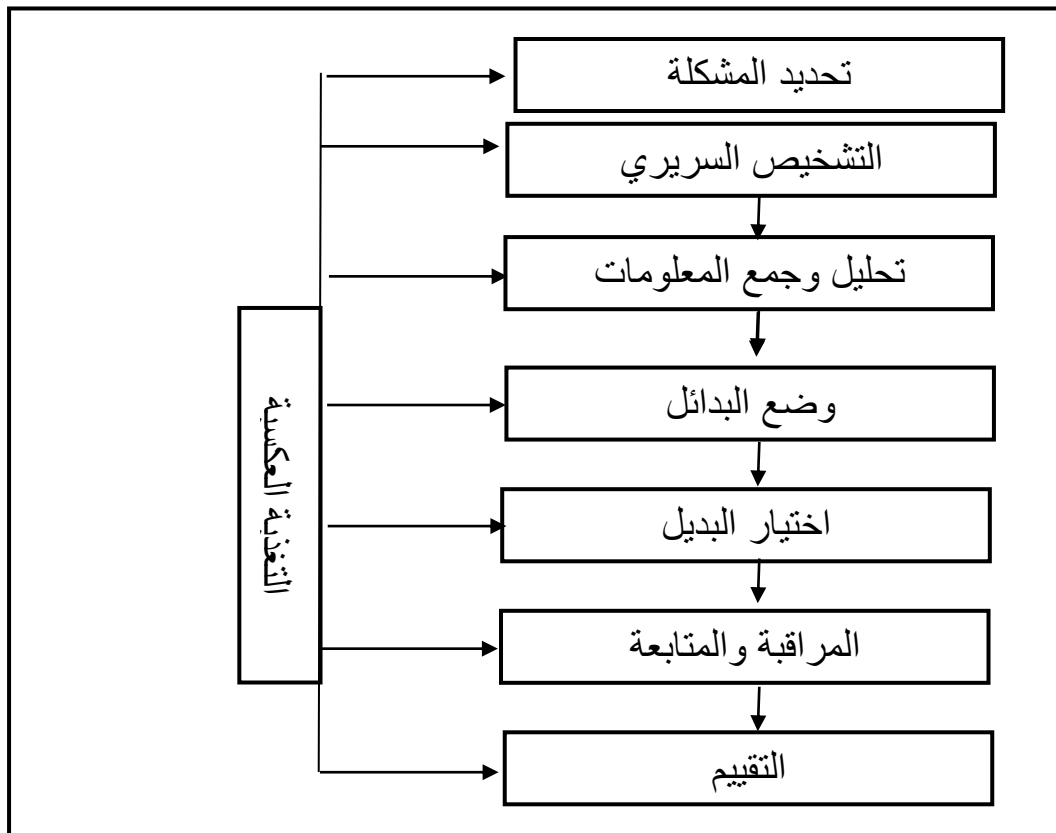 تحديد المشكلة
التشخيص السريري
تحليل وجمع المعلومات
وضع البدائل
اختيار البديل
المراقبة والمتابعة
التقييم
التغذية العكسية